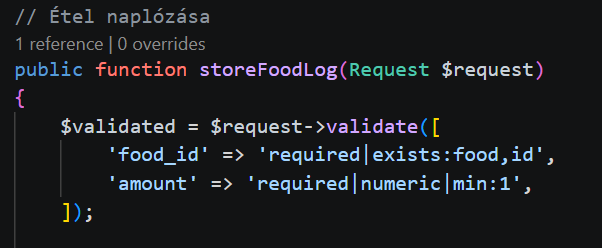 // Étel naplózása
1 reference | 0 overrides
public function storeFoodLog(Request $request)
{
    $validated = $request->validate([
        'food_id' => 'required|exists:food,id',
        'amount' => 'required|numeric|min:1',
    ]);